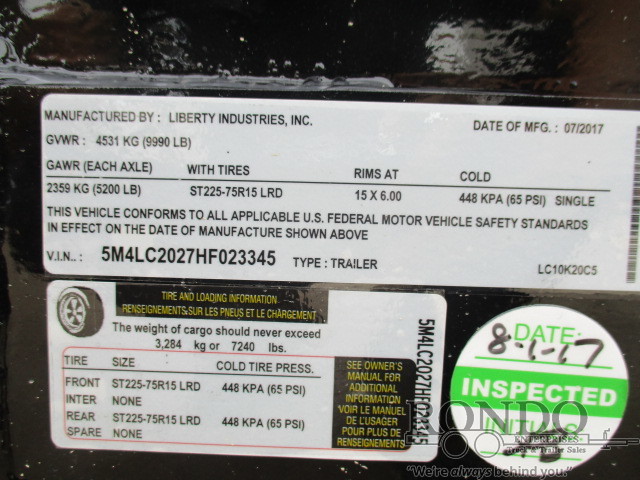 MANUFACTURED BY : LIBERTY INDUSTRIES, INC.
DATE OF MFG. : 07/2017
GVWR : 4531 KG (9990 LB)
GAWR (EACH AXLE) WITH TIRES RIMS AT COLD
2359 KG (5200 LB) ST225-75R15 LRD 15 X 6.00 448 KPA (65 PSI) SINGLE
THIS VEHICLE CONFORMS TO ALL APPLICABLE U.S. FEDERAL MOTOR VEHICLE SAFETY STANDARDS
IN EFFECT ON THE DATE OF MANUFACTURE SHOWN ABOVE
V.I.N.. : 5M4LC2027HF023345 TYPE : TRAILER LC10K20C5
TIRE AND LOADING INFORMATION
RENSEIGNEMENTS SUR LES PNEUS ET LE CHÂRGEMENT
The weight of cargo should never exceed
3,284 kg or 7240 lbs.
TIRE SIZE COLD TIRE PRESS.
FRONT ST225-75R15 LRD 448 KPA (65 PSI)
INTER NONE
REAR ST225-75R15 LRD 448 KPA (65 PSI)
SPARE NONE
SEE OWNER'S
MANUAL FOR
ADDITIONAL
INFORMATION
VOIR LE MANUEL
DE L'USAGER
POUR PLUS DE
RENSEIGNEMENTS
5M4LC2027HF023345
DATE:
8-1-17
INSPECTED
INITIALS
RONDO
ENTERPRISES
Truck & Trailer Sales
"We're always behind you."